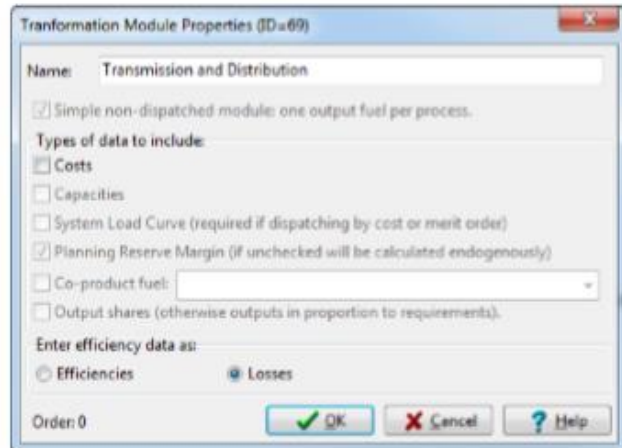 Tranformation Module Properties (ID=69)
Name: Transmission and Distribution
Simple non-dispatched module: one output fuel per process.
Types of data to include:
Costs
Capacities
System Load Curve (required if dispatching by cost or merit order)
Planning Reserve Margin (if unchecked will be calculated endogenously)
Co-product fuel:
Output shares (otherwise outputs in proportion to requirements).
Enter efficiency data as:
Efficiencies Losses
Order: 0 OK Cancel ? Help